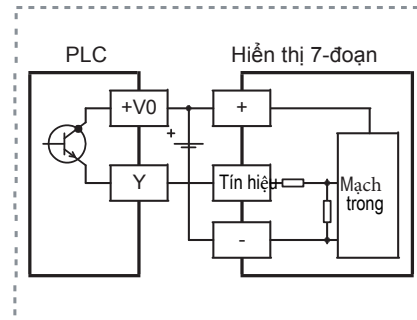 PLC
Hiển thị 7-đoạn
+V0
+
+
Y
Tín hiệu
Mạch
trong
-